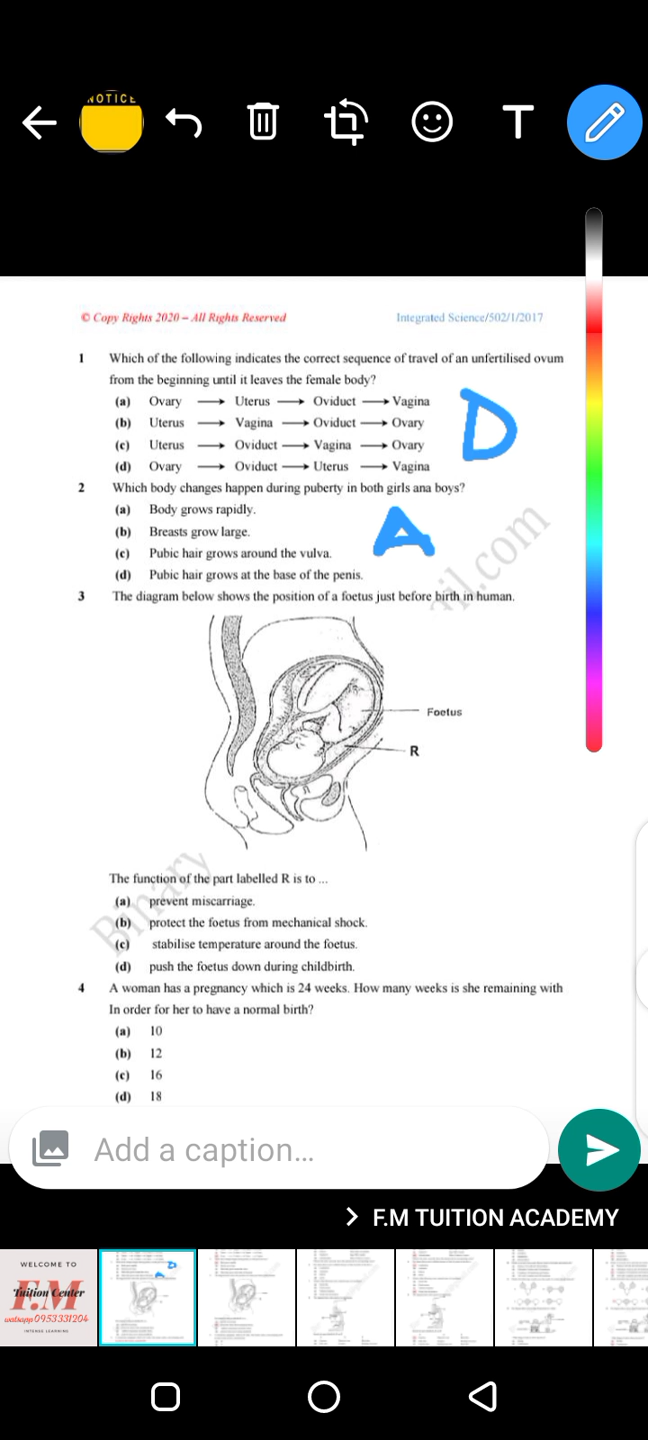 NOTICE
T
© Copy Rights 2020 – All Rights Reserved Integrated Science/502/1/2017
1 Which of the following indicates the correct sequence of travel of an unfertilised ovum
from the beginning until it leaves the female body?
(a) Ovary → Uterus → Oviduct → Vagina
(b) Uterus → Vagina → Oviduct → Ovary
(c) Uterus → Oviduct → Vagina → Ovary
(d) Ovary → Oviduct → Uterus → Vagina
D
2 Which body changes happen during puberty in both girls ana boys?
(a) Body grows rapidly.
(b) Breasts grow large.
(c) Pubic hair grows around the vulva.
(d) Pubic hair grows at the base of the penis.
A
3 The diagram below shows the position of a foetus just before birth in human.
Foetus
R
Binary
ail.com
The function of the part labelled R is to ...
(a) prevent miscarriage.
(b) protect the foetus from mechanical shock.
(c) stabilise temperature around the foetus.
(d) push the foetus down during childbirth.
4 A woman has a pregnancy which is 24 weeks. How many weeks is she remaining with
In order for her to have a normal birth?
(a) 10
(b) 12
(c) 16
(d) 18
Add a caption...
> F.M TUITION ACADEMY
WELCOME TO
F.M
Tuition Center
watsapp 0953331204
INTENSE LEARNING